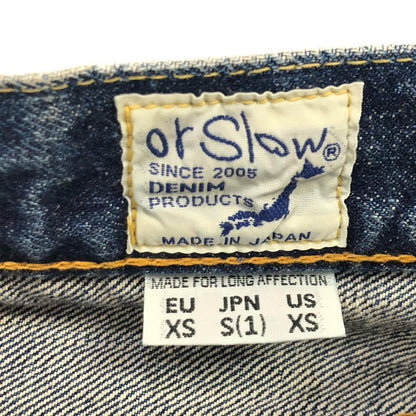 orSlow®
SINCE 2005
DENIM
PRODUCTS
MADE IN JAPAN
MADE FOR LONG AFFECTION
EU JPN US
XS S(1) XS